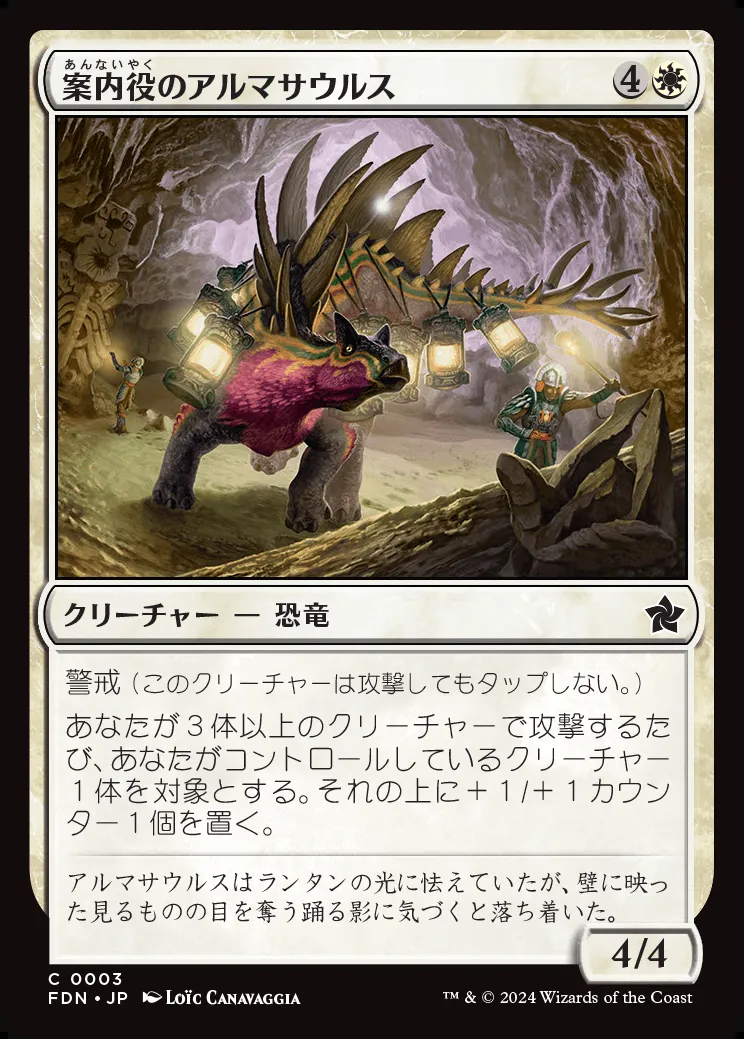 あんないやく
案内役のアルマサウルス
4
クリーチャー — 恐竜
警戒（このクリーチャーは攻撃してもタップしない。）
あなたが３体以上のクリーチャーで攻撃するた
び、あなたがコントロールしているクリーチャー
１体を対象とする。それの上に＋１/＋１カウン
ター１個を置く。
アルマサウルスはランタンの光に怯えていたが、壁に映っ
た見るものの目を奪う踊る影に気づくと落ち着いた。
4/4
C 0003
FDN • JP Loïc Canavaggia
™ & © 2024 Wizards of the Coast